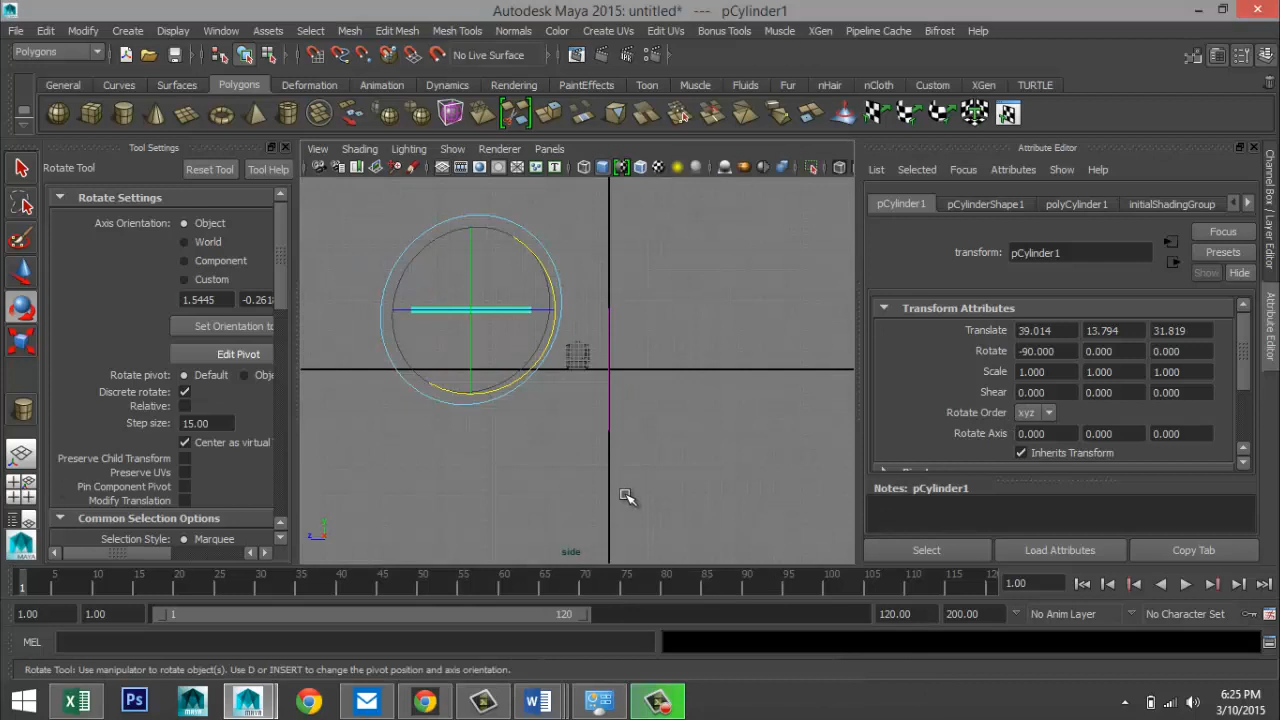 Autodesk Maya 2015: untitled* --- pCylinder1
File Edit Modify Create Display Window Assets Select Mesh Edit Mesh Mesh Tools Normals Color Create UVs Edit UVs Bonus Tools Muscle XGen Pipeline Cache Bifrost Help
Polygons No Live Surface
General Curves Surfaces Polygons Deformation Animation Dynamics Rendering PaintEffects Toon Muscle Fluids Fur nHair nCloth Custom XGen TURTLE
Tool Settings
Rotate Tool Reset Tool Tool Help
Rotate Settings
Axis Orientation: Object
World
Component
Custom
1.5445 -0.261
Set Orientation to
Edit Pivot
Rotate pivot: Default Obje
Discrete rotate:
Relative:
Step size: 15.00
Center as virtual
Preserve Child Transform
Preserve UVs
Pin Component Pivot
Modify Translation
Common Selection Options
Selection Style: Marquee
View Shading Lighting Show Renderer Panels
side
Attribute Editor
List Selected Focus Attributes Show Help
pCylinder1 pCylinderShape1 polyCylinder1 initialShadingGroup
Focus
transform: pCylinder1
Presets
Show Hide
Transform Attributes
Translate 39.014 13.794 31.819
Rotate -90.000 0.000 0.000
Scale 1.000 1.000 1.000
Shear 0.000 0.000 0.000
Rotate Order xyz
Rotate Axis 0.000 0.000 0.000
Inherits Transform
Notes: pCylinder1
Select Load Attributes Copy Tab
Channel Box / Layer Editor
Attribute Editor
1 5 10 15 20 25 30 35 40 45 50 55 60 65 70 75 80 85 90 95 100 105 110 115 12 1.00
1.00 1.00 1 120 120.00 200.00 No Anim Layer No Character Set
MEL
Rotate Tool: Use manipulator to rotate object(s). Use D or INSERT to change the pivot position and axis orientation.
6:25 PM
3/10/2015